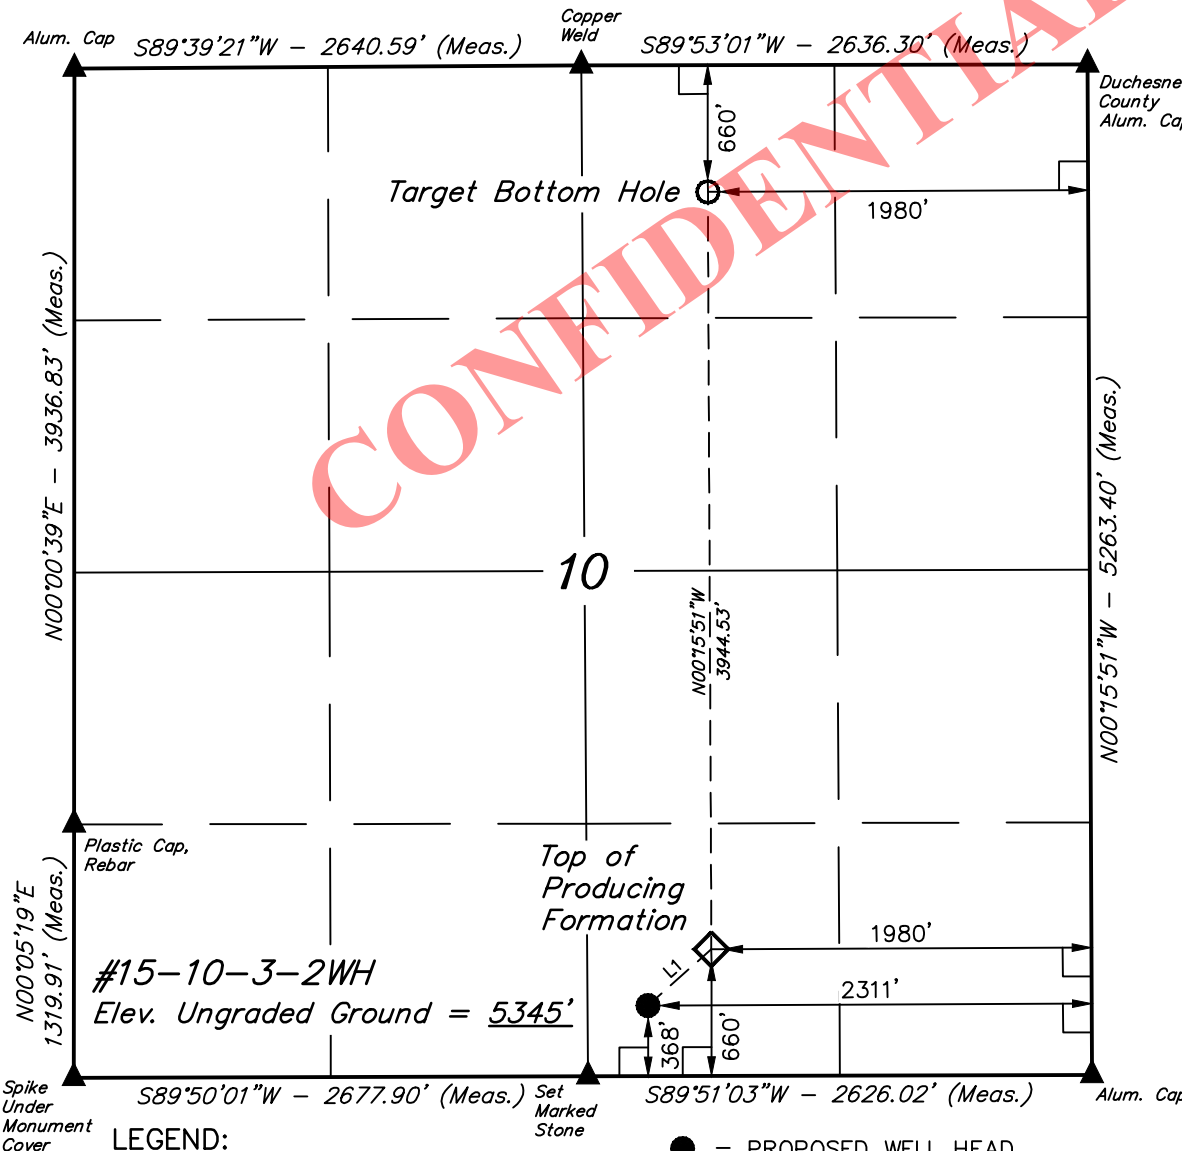 Alum. Cap
S89°39'21"W - 2640.59' (Meas.)
Copper
Weld
S89°53'01"W - 2636.30' (Meas.)
Duchesne
County
Alum. Cap
660'
Target Bottom Hole
1980'
CONFIDENTIAL
N00°00'39"E - 3936.83' (Meas.)
10
N00°15'51"W
3944.53'
N00°15'51"W - 5263.40' (Meas.)
Plastic Cap,
Rebar
Top of
Producing
Formation
1980'
N00°05'19"E
1319.91' (Meas.)
#15-10-3-2WH
Elev. Ungraded Ground = 5345'
L1
2311'
368'
660'
Spike
Under
Monument
Cover
S89°50'01"W - 2677.90' (Meas.)
Set
Marked
Stone
S89°51'03"W - 2626.02' (Meas.)
Alum. Cap
LEGEND:
= PROPOSED WELL HEAD